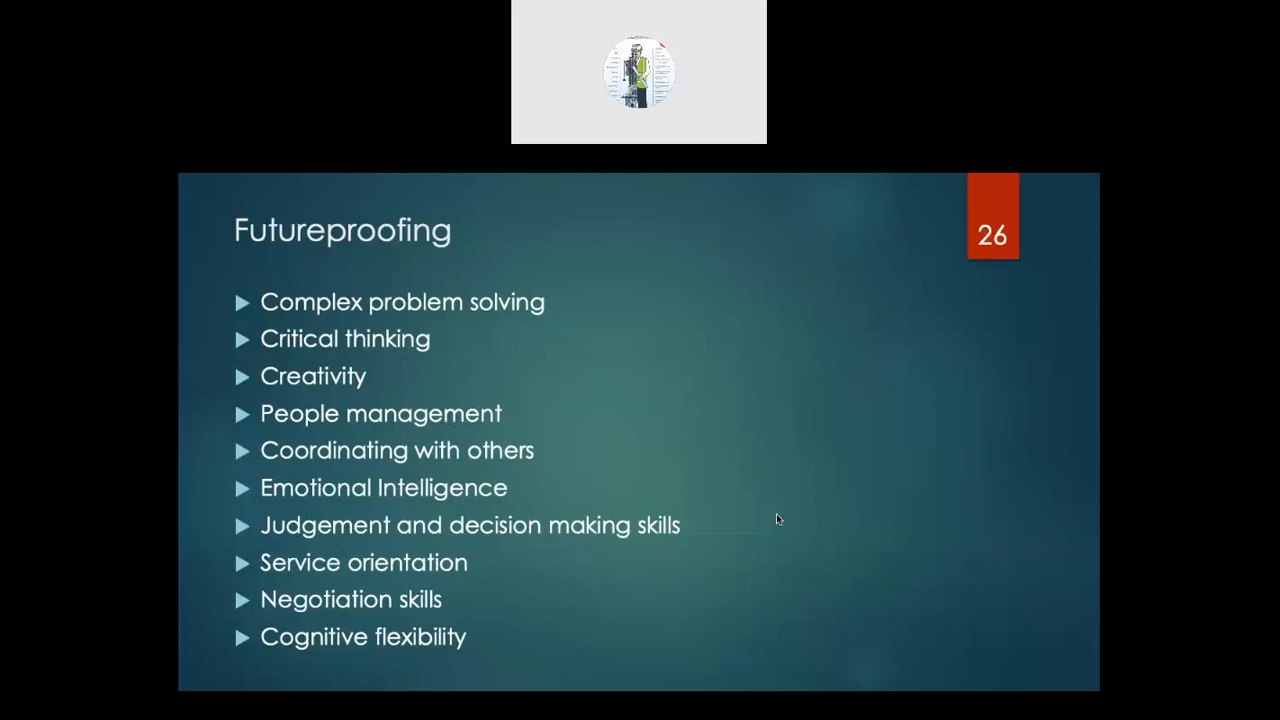 Futureproofing
26
Complex problem solving
Critical thinking
Creativity
People management
Coordinating with others
Emotional Intelligence
Judgement and decision making skills
Service orientation
Negotiation skills
Cognitive flexibility